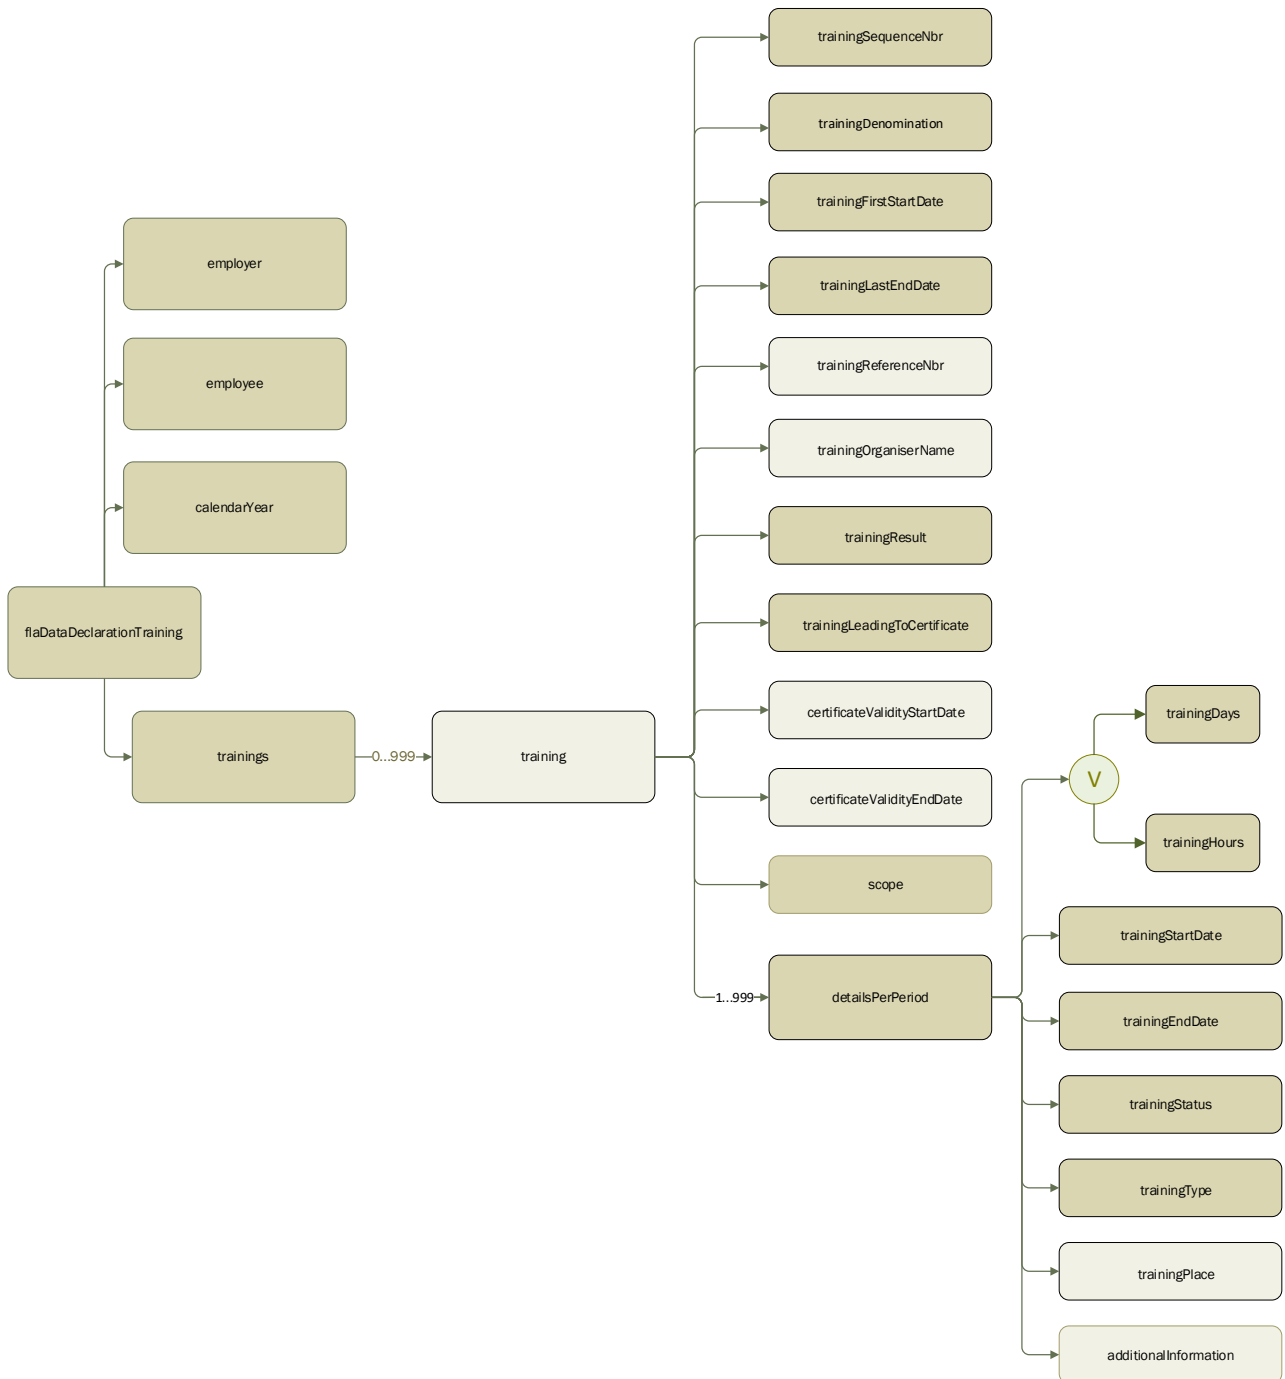 trainingSequenceNbr
trainingDenomination
trainingFirstStartDate
employer
trainingLastEndDate
trainingReferenceNbr
employee
trainingOrganiserName
calendarYear
trainingResult
flaDataDeclarationTraining
trainingLeadingToCertificate
certificateValidityStartDate
trainingDays
trainings
0...999
training
V
certificateValidityEndDate
trainingHours
scope
trainingStartDate
1...999
detailsPerPeriod
trainingEndDate
trainingStatus
trainingType
trainingPlace
additionalInformation